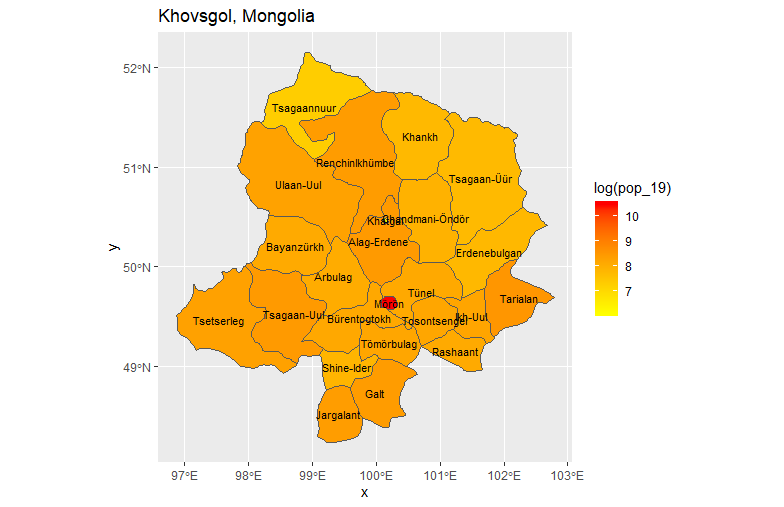 Khovsgol, Mongolia
52°N
51°N
50°N
49°N
y
Tsagaannuur
Khankh
Renchinlkhümbe
Tsagaan-Üür
Ulaan-Uul
Khatgal
Chandmani-Öndör
Alag-Erdene
Bayanzürkh
Erdenebulgan
Arbulag
Tünel
Tarialan
Mörön
Tsetserleg
Tsagaan-Uul
Bürentogtokh
Tosontsengel
Ikh-Uul
Tömörbulag
Rashaant
Shine-Ider
Galt
Jargalant
97°E 98°E 99°E 100°E 101°E 102°E 103°E
x
log(pop_19)
10
9
8
7